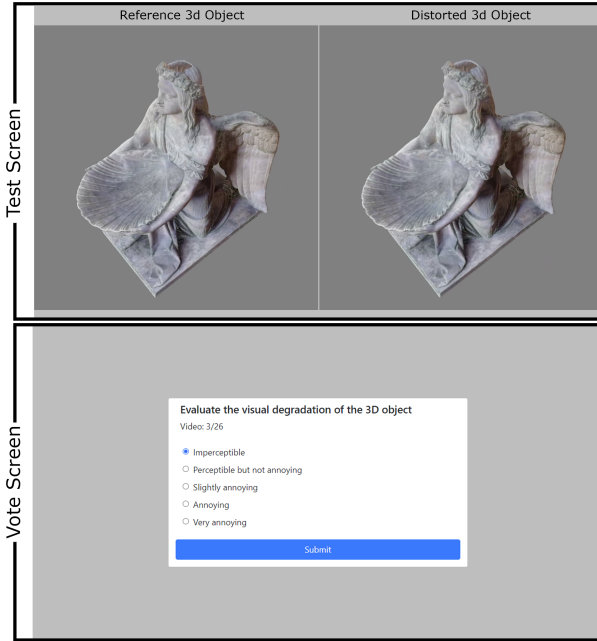 Reference 3d Object
Distorted 3d Object
Test Screen
Vote Screen
Evaluate the visual degradation of the 3D object
Video: 3/26
Imperceptible
Perceptible but not annoying
Slightly annoying
Annoying
Very annoying
Submit